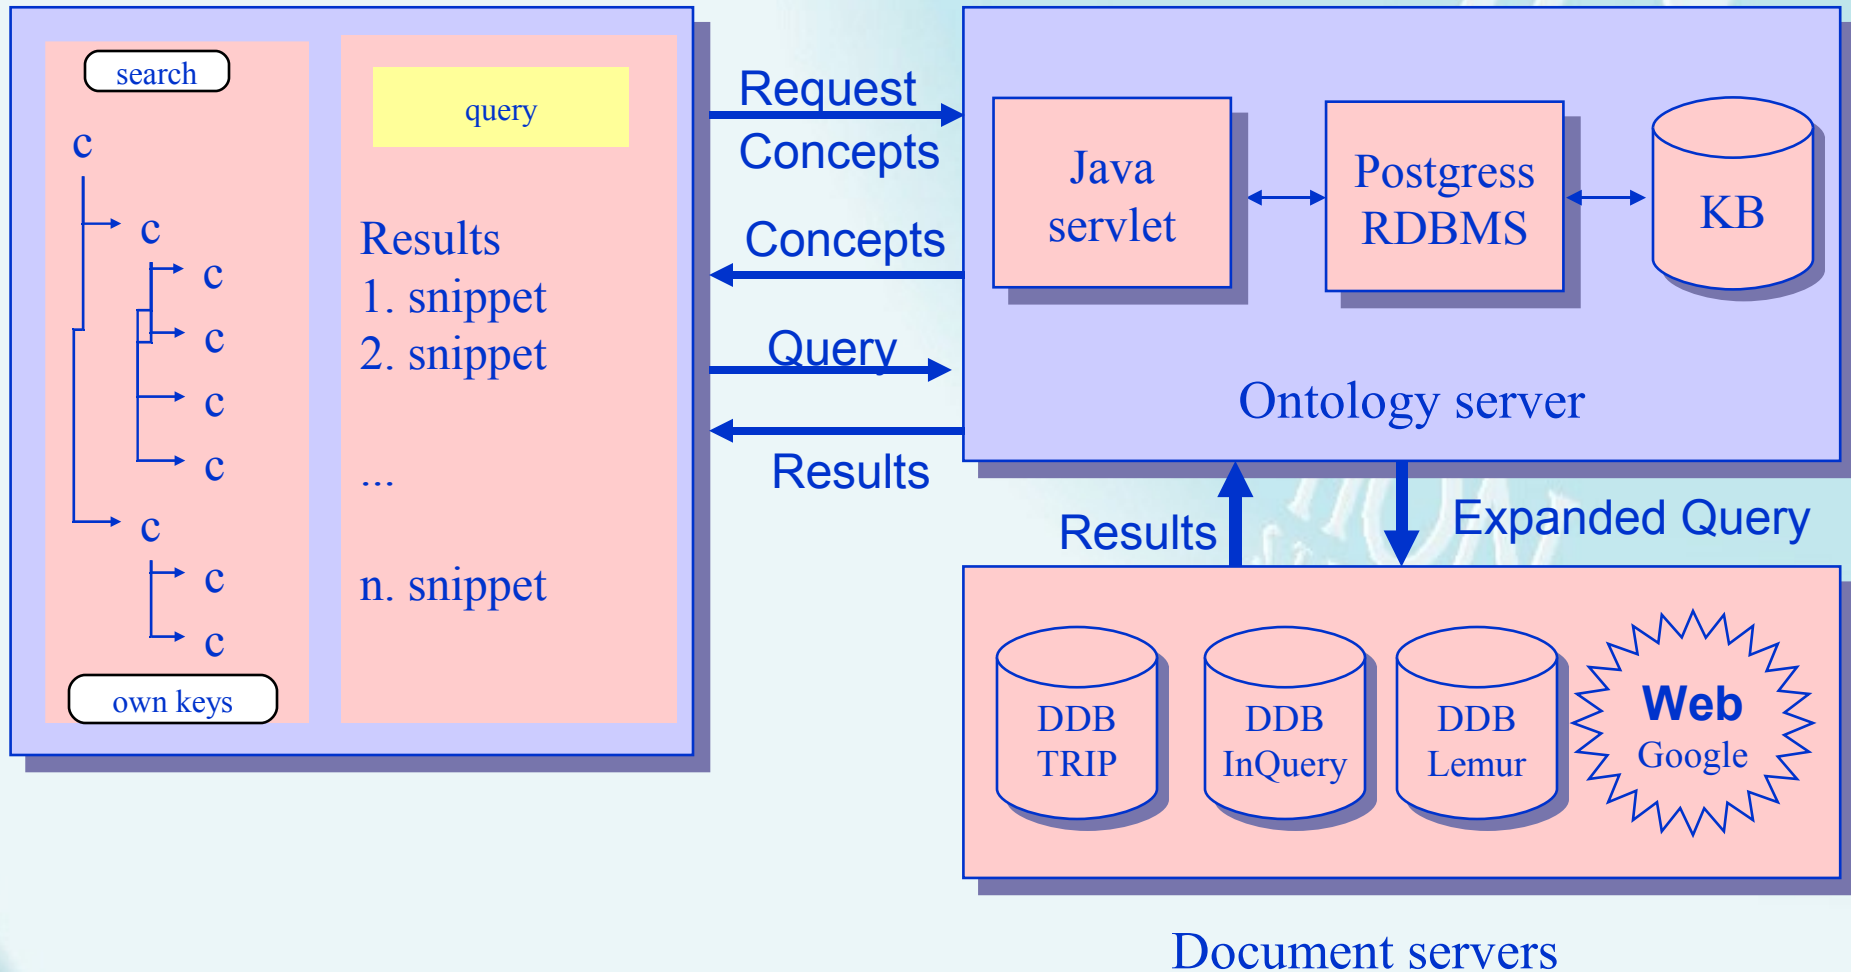 search
c
c
c
c
c
c
c
c
c
own keys
query
Results
1. snippet
2. snippet
...
n. snippet
Request
Concepts
Concepts
Query
Results
Java
servlet
Postgress
RDBMS
KB
Ontology server
Results
Expanded Query
DDB
TRIP
DDB
InQuery
DDB
Lemur
Web
Google
Document servers